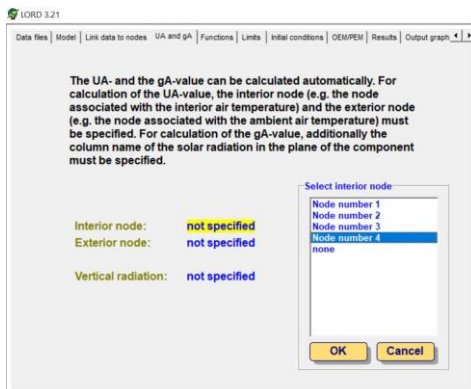 LORD 3.21
Data files Model Link data to nodes UA and gA Functions Limits Initial conditions OEM/PEM Results Output graph
The UA- and the gA-value can be calculated automatically. For
calculation of the UA-value, the interior node (e.g. the node
associated with the interior air temperature) and the exterior node
(e.g. the node associated with the ambient air temperature) must
be specified. For calculation of the gA-value, additionally the
column name of the solar radiation in the plane of the component
must be specified.
Select interior node
Node number 1
Node number 2
Node number 3
Node number 4
none
Interior node: not specified
Exterior node: not specified
Vertical radiation: not specified
OK Cancel